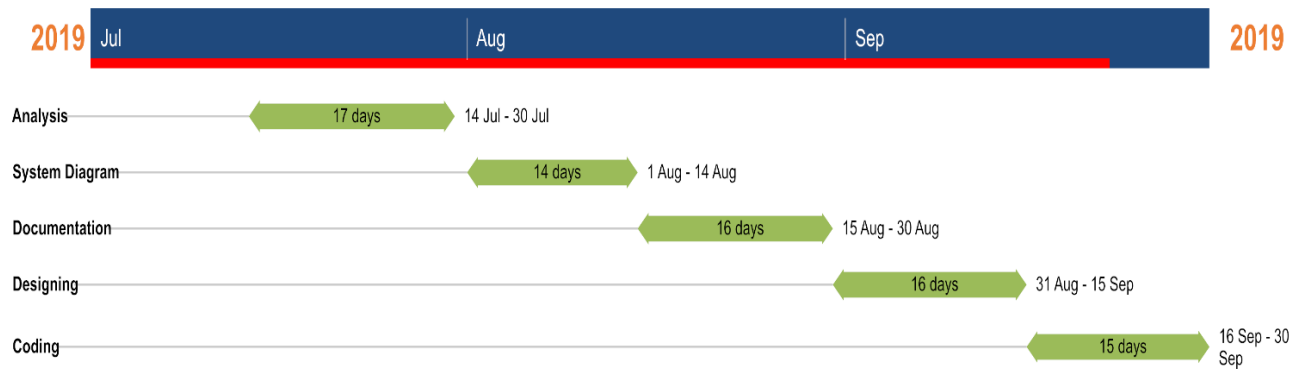 2019 Jul Aug Sep 2019
Analysis 17 days 14 Jul - 30 Jul
System Diagram 14 days 1 Aug - 14 Aug
Documentation 16 days 15 Aug - 30 Aug
Designing 16 days 31 Aug - 15 Sep
Coding 15 days 16 Sep - 30
Sep